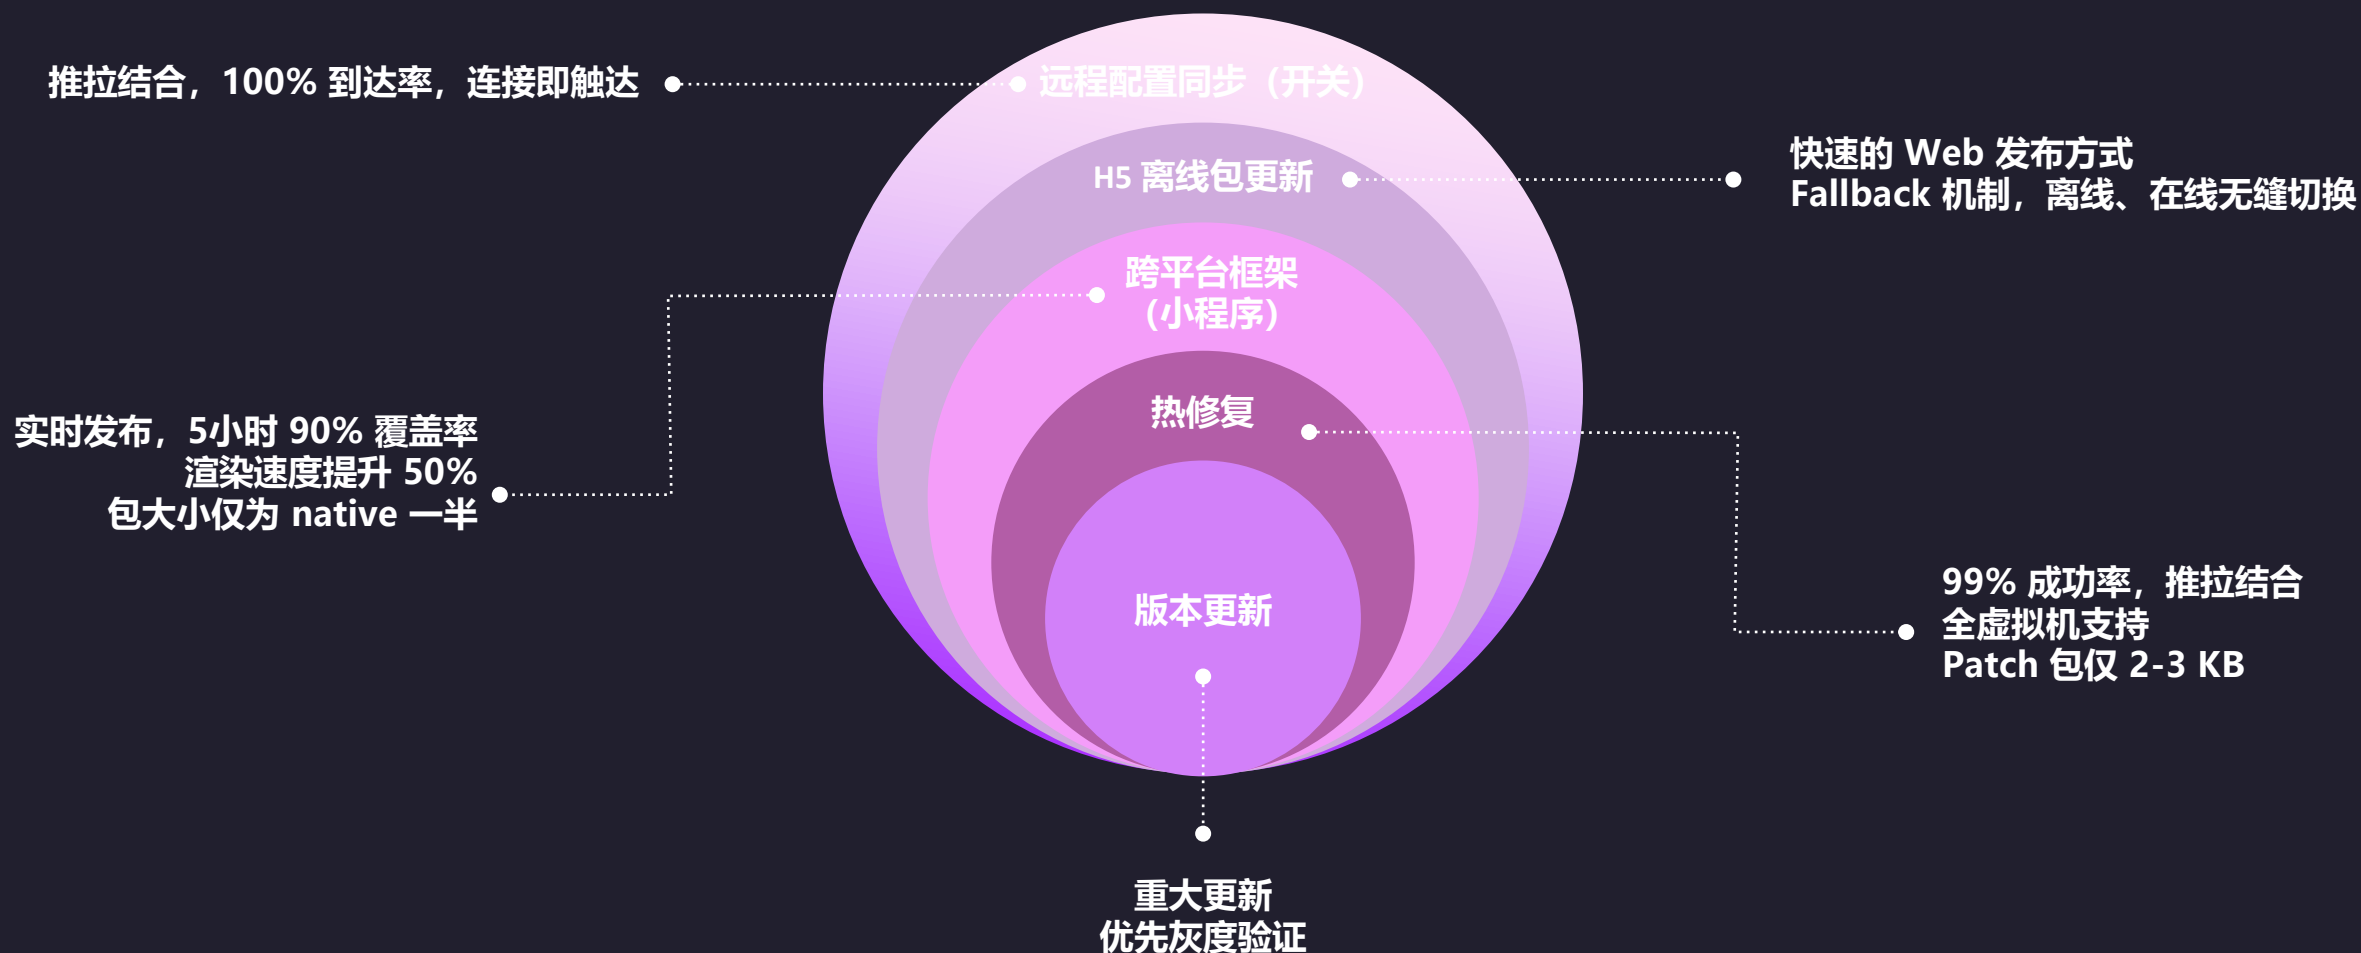 推拉结合，100% 到达率，连接即触达
远程配置同步（开关）
H5 离线包更新
快速的 Web 发布方式
Fallback 机制，离线、在线无缝切换
跨平台框架
（小程序）
实时发布，5小时 90% 覆盖率
渲染速度提升 50%
包大小仅为 native 一半
热修复
99% 成功率，推拉结合
全虚拟机支持
Patch 包仅 2-3 KB
版本更新
重大更新
优先灰度验证